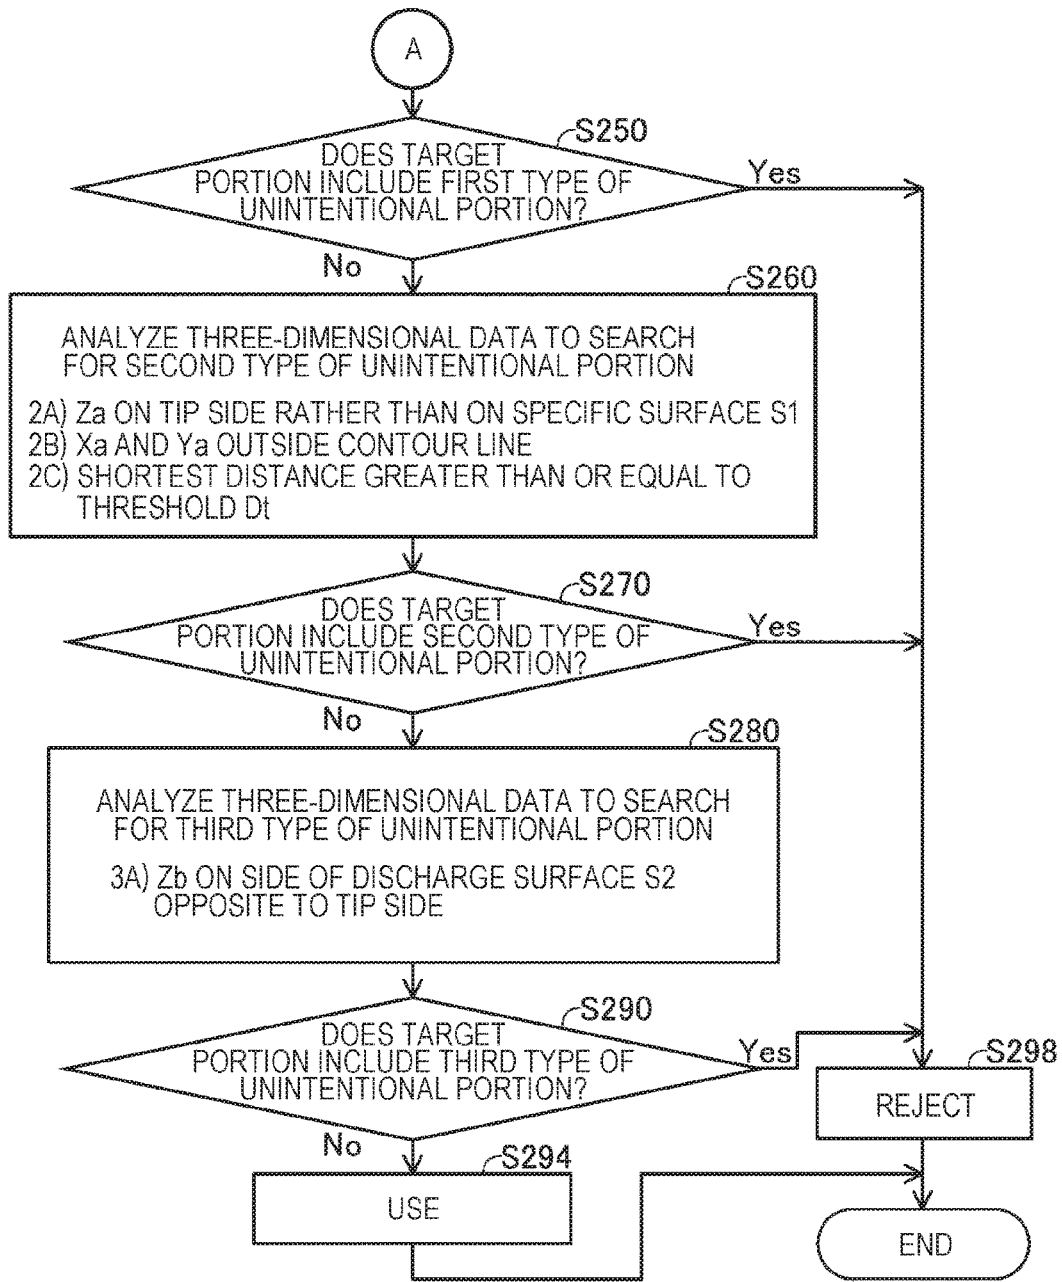 A
S250
DOES TARGET
PORTION INCLUDE FIRST TYPE OF
UNINTENTIONAL PORTION?
Yes
No
S260
ANALYZE THREE-DIMENSIONAL DATA TO SEARCH
FOR SECOND TYPE OF UNINTENTIONAL PORTION
2A) Za ON TIP SIDE RATHER THAN ON SPECIFIC SURFACE S1
2B) Xa AND Ya OUTSIDE CONTOUR LINE
2C) SHORTEST DISTANCE GREATER THAN OR EQUAL TO
THRESHOLD Dt
S270
DOES TARGET
PORTION INCLUDE SECOND TYPE OF
UNINTENTIONAL PORTION?
Yes
No
S280
ANALYZE THREE-DIMENSIONAL DATA TO SEARCH
FOR THIRD TYPE OF UNINTENTIONAL PORTION
3A) Zb ON SIDE OF DISCHARGE SURFACE S2
OPPOSITE TO TIP SIDE
S290
DOES TARGET
PORTION INCLUDE THIRD TYPE OF
UNINTENTIONAL PORTION?
Yes
No
S298
REJECT
S294
USE
END